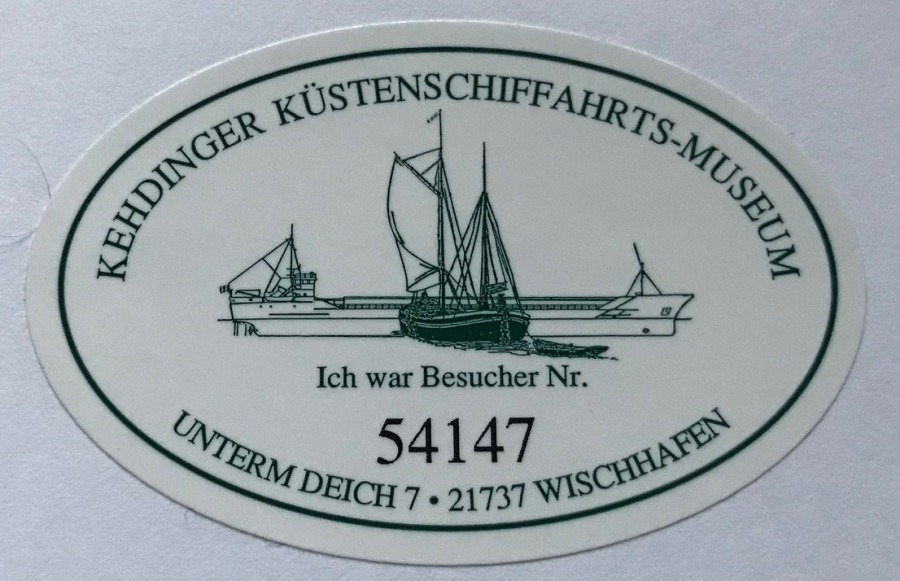 KEHDINGER KÜSTENSCHIFFAHRTS-MUSEUM
Ich war Besucher Nr.
54147
UNTERM DEICH 7 • 21737 WISCHHAFEN